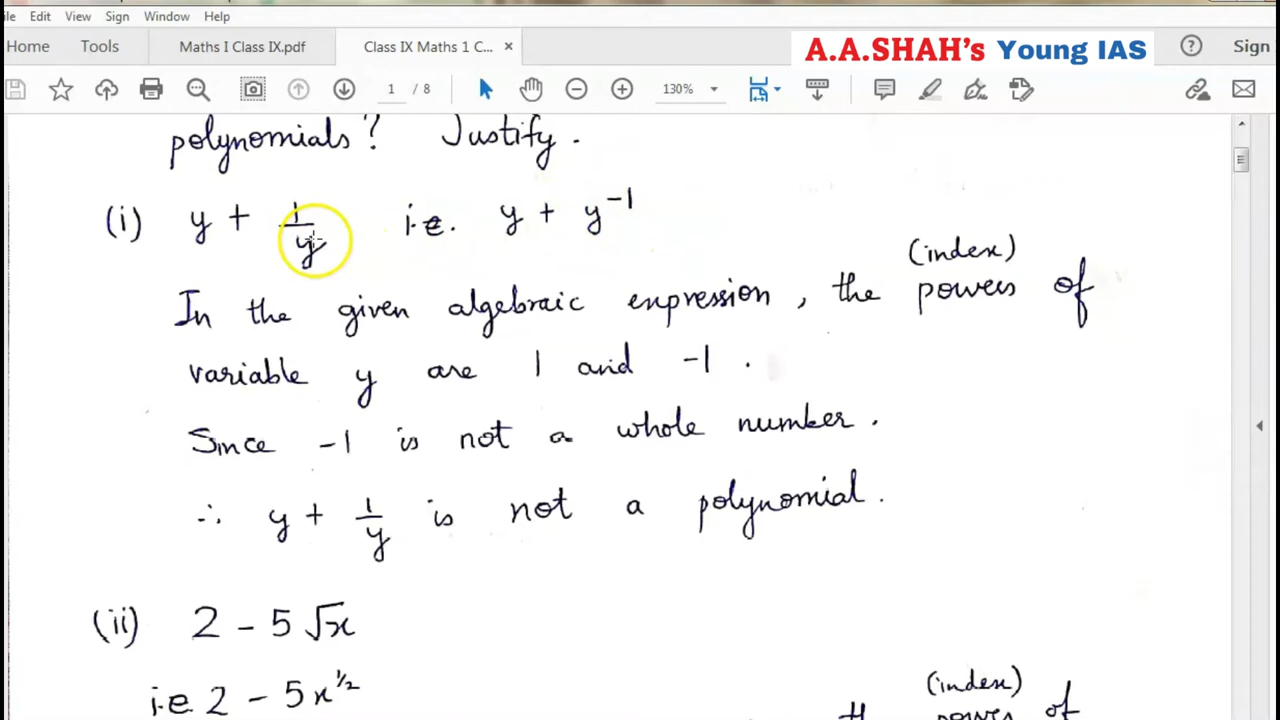 ile Edit View Sign Window Help
Home Tools Maths I Class IX.pdf Class IX Maths 1 C... × A.A.SHAH's Young IAS Sign
1 / 8 130%
polynomials? Justify.
(i) y + 1/y i.e. y + y⁻¹
(index)
In the given algebraic expression, the powers of
variable y are 1 and -1.
Since -1 is not a whole number.
∴ y + 1/y is not a polynomial.
(ii) 2 - 5√x
i.e 2 - 5x^½
(index)
the powers of